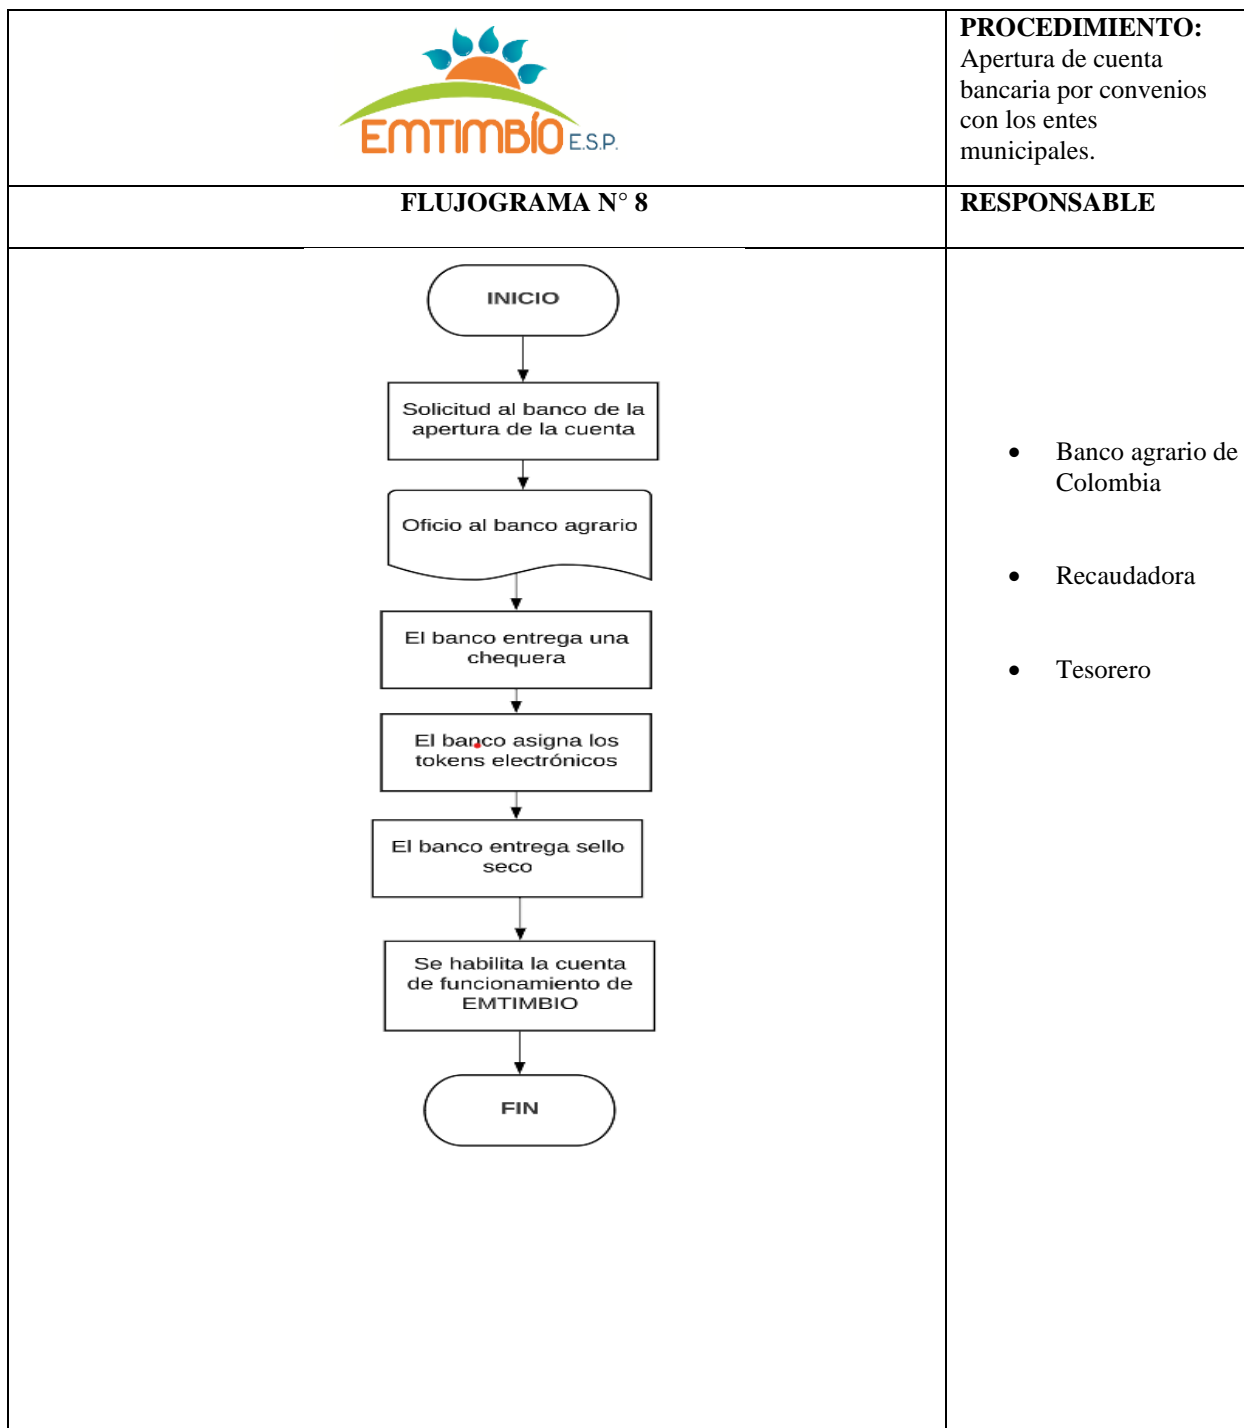 EMTIMBÍO E.S.P.
PROCEDIMIENTO:
Apertura de cuenta
bancaria por convenios
con los entes
municipales.
FLUJOGRAMA N° 8
RESPONSABLE
INICIO
Solicitud al banco de la
apertura de la cuenta
Oficio al banco agrario
El banco entrega una
chequera
El banco asigna los
tokens electrónicos
El banco entrega sello
seco
Se habilita la cuenta
de funcionamiento de
EMTIMBIO
FIN
• Banco agrario de
Colombia
• Recaudadora
• Tesorero